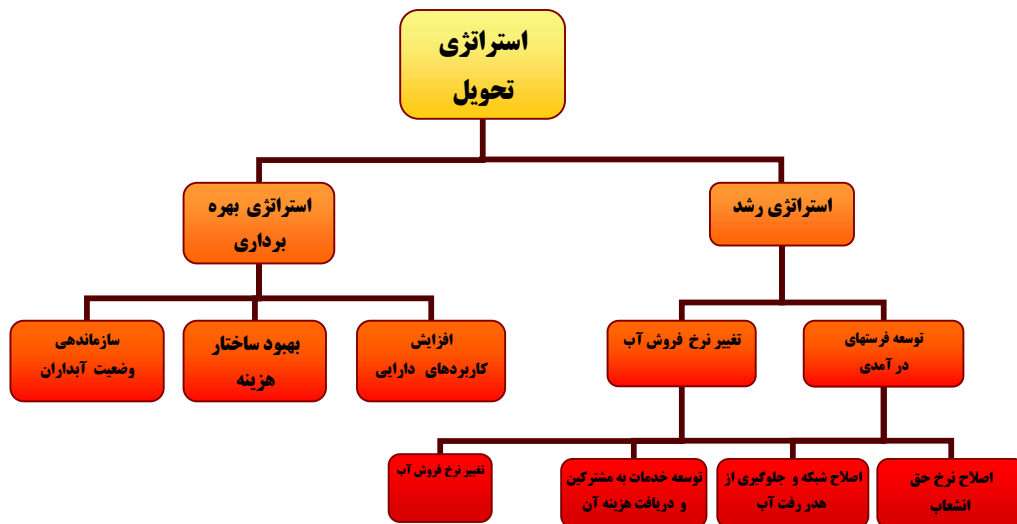 استراتژی
تحویل
استراتژی رشد
استراتژی بهره
برداری
توسعه فرستهای
درآمدی
تغییر نرخ فروش آب
افزایش
کاربردهای دارایی
بهبود ساختار
هزینه
سازماندهی
وضعیت آبداران
اصلاح نرخ حق
انشعاب
اصلاح شبکه و جلوگیری از
هدر رفت آب
توسعه خدمات به مشترکین
و دریافت هزینه آن
تغییر نرخ فروش آب